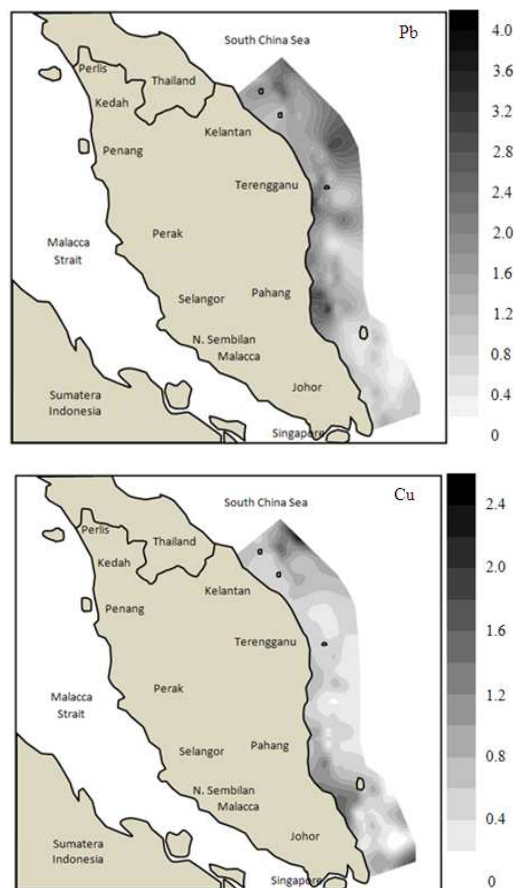 South China Sea
Pb
Perlis
Thailand
Kedah
Kelantan
Penang
Terengganu
Perak
Malacca
Strait
Selangor
Pahang
N. Sembilan
Malacca
Johor
Sumatera
Indonesia
Singapore
4.0
3.6
3.2
2.8
2.4
2.0
1.6
1.2
0.8
0.4
0
South China Sea
Cu
Perlis
Thailand
Kedah
Kelantan
Penang
Terengganu
Perak
Malacca
Strait
Selangor
Pahang
N. Sembilan
Malacca
Johor
Sumatera
Indonesia
Singapore
2.4
2.0
1.6
1.2
0.8
0.4
0